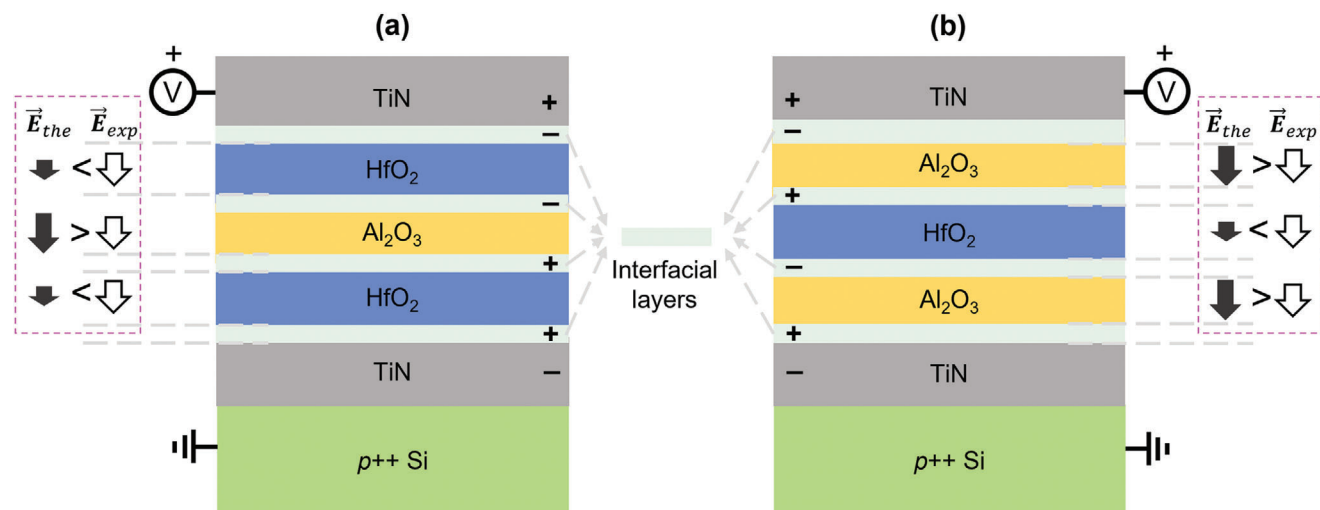 (a)
(b)
+
V
TiN
+
E⃗the E⃗exp
−
<
HfO2
−
>
Al2O3
+
<
HfO2
+
TiN
−
p++ Si
Interfacial
layers
+
V
+
TiN
E⃗the E⃗exp
−
Al2O3
>
+
HfO2
<
−
Al2O3
>
+
−
TiN
p++ Si